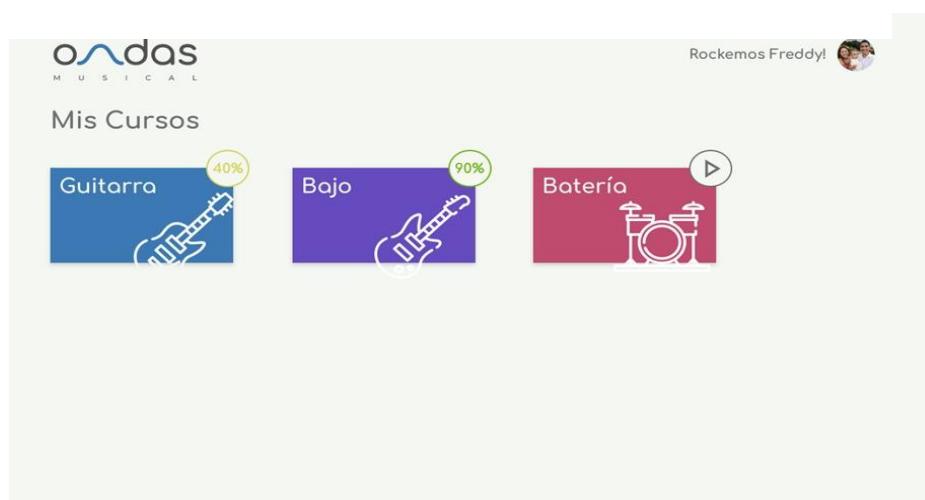 ondas
MUSICAL
Rockemos Freddy!
Mis Cursos
40%
Guitarra
90%
Bajo
Batería